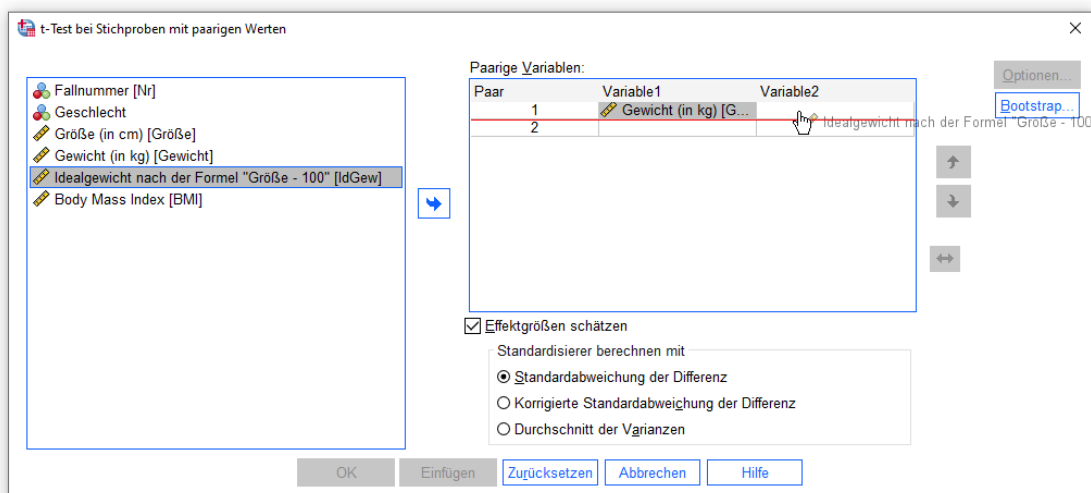 t-Test bei Stichproben mit paarigen Werten
Fallnummer [Nr]
Geschlecht
Größe (in cm) [Größe]
Gewicht (in kg) [Gewicht]
Idealgewicht nach der Formel "Größe - 100" [IdGew]
Body Mass Index [BMI]
Paarige Variablen:
Paar Variable1 Variable2
1 Gewicht (in kg) [G...
2
Idealgewicht nach der Formel "Größe - 100
Optionen...
Bootstrap...
Effektgrößen schätzen
Standardisierer berechnen mit
Standardabweichung der Differenz
Korrigierte Standardabweichung der Differenz
Durchschnitt der Varianzen
OK Einfügen Zurücksetzen Abbrechen Hilfe